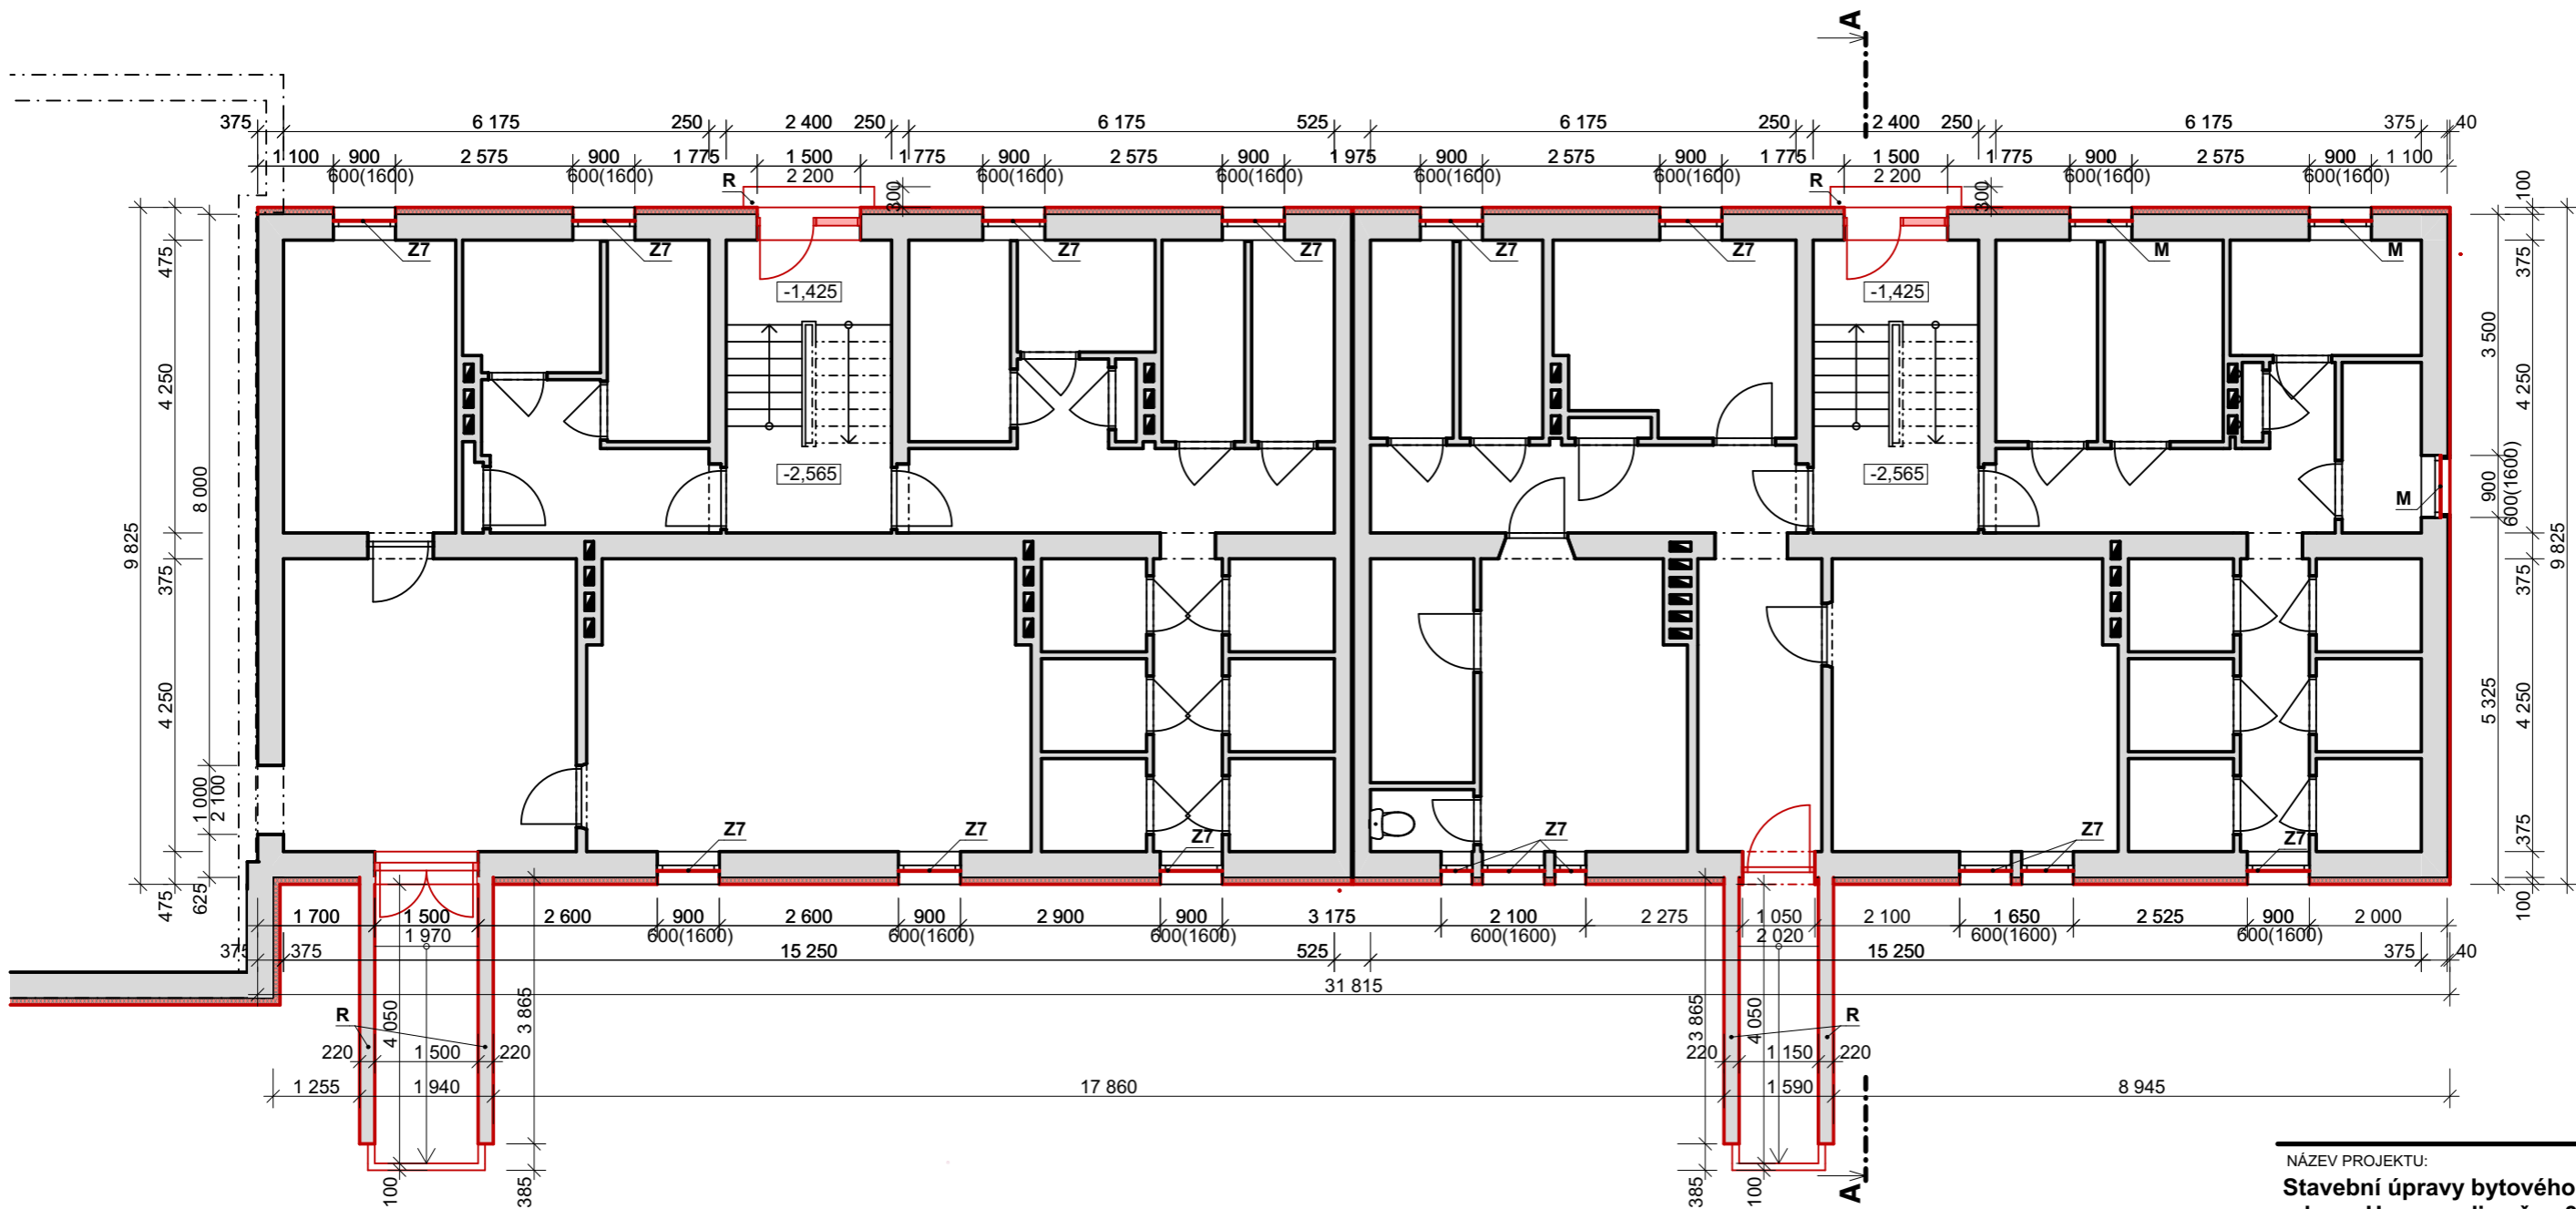 A
375 6 175 250 2 400 250 6 175 525 6 175 250 2 400 250 6 175 375 40
1 100 900 2 575 900 1 775 1 500 1 775 900 2 575 900 1 975 900 2 575 900 1 775 1 500 1 775 900 2 575 900 1 100
600(1600) 600(1600) R 2 200 600(1600) 600(1600) 600(1600) 600(1600) R 2 200 600(1600) 600(1600)
300 300 100
Z7 Z7 Z7 Z7 Z7 Z7 M M
475 375
-1,425 -1,425
3 500
4 250 4 250
-2,565 -2,565
8 000
900
600(1600)
M
9 825 9 825
375 375
4 250 5 325 4 250
1 000
2 100
Z7 Z7 Z7 Z7 Z7 Z7
375
475 625 100
1 700 1 500 2 600 900 2 600 900 2 900 900 3 175 2 100 2 275 1 050 2 100 1 650 2 525 900 2 000
1 970 600(1600) 600(1600) 600(1600) 600(1600) 2 020 600(1600) 600(1600)
375 375 15 250 525 15 250 375 40
31 815
R 4 050 3 865 3 865 4 050 R
220 1 500 220 220 1 150 220
1 255 1 940 17 860 1 590 8 945
100 385 385 100
A
NÁZEV PROJEKTU:
Stavební úpravy bytového